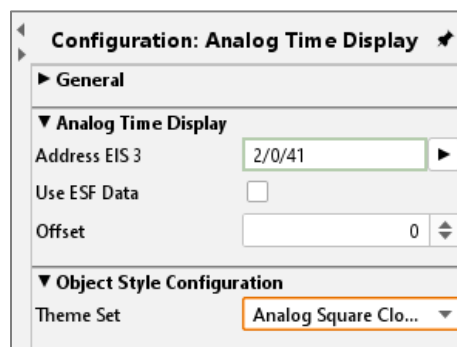 Configuration: Analog Time Display
General
Analog Time Display
Address EIS 3 2/0/41
Use ESF Data
Offset 0
Object Style Configuration
Theme Set Analog Square Clo...